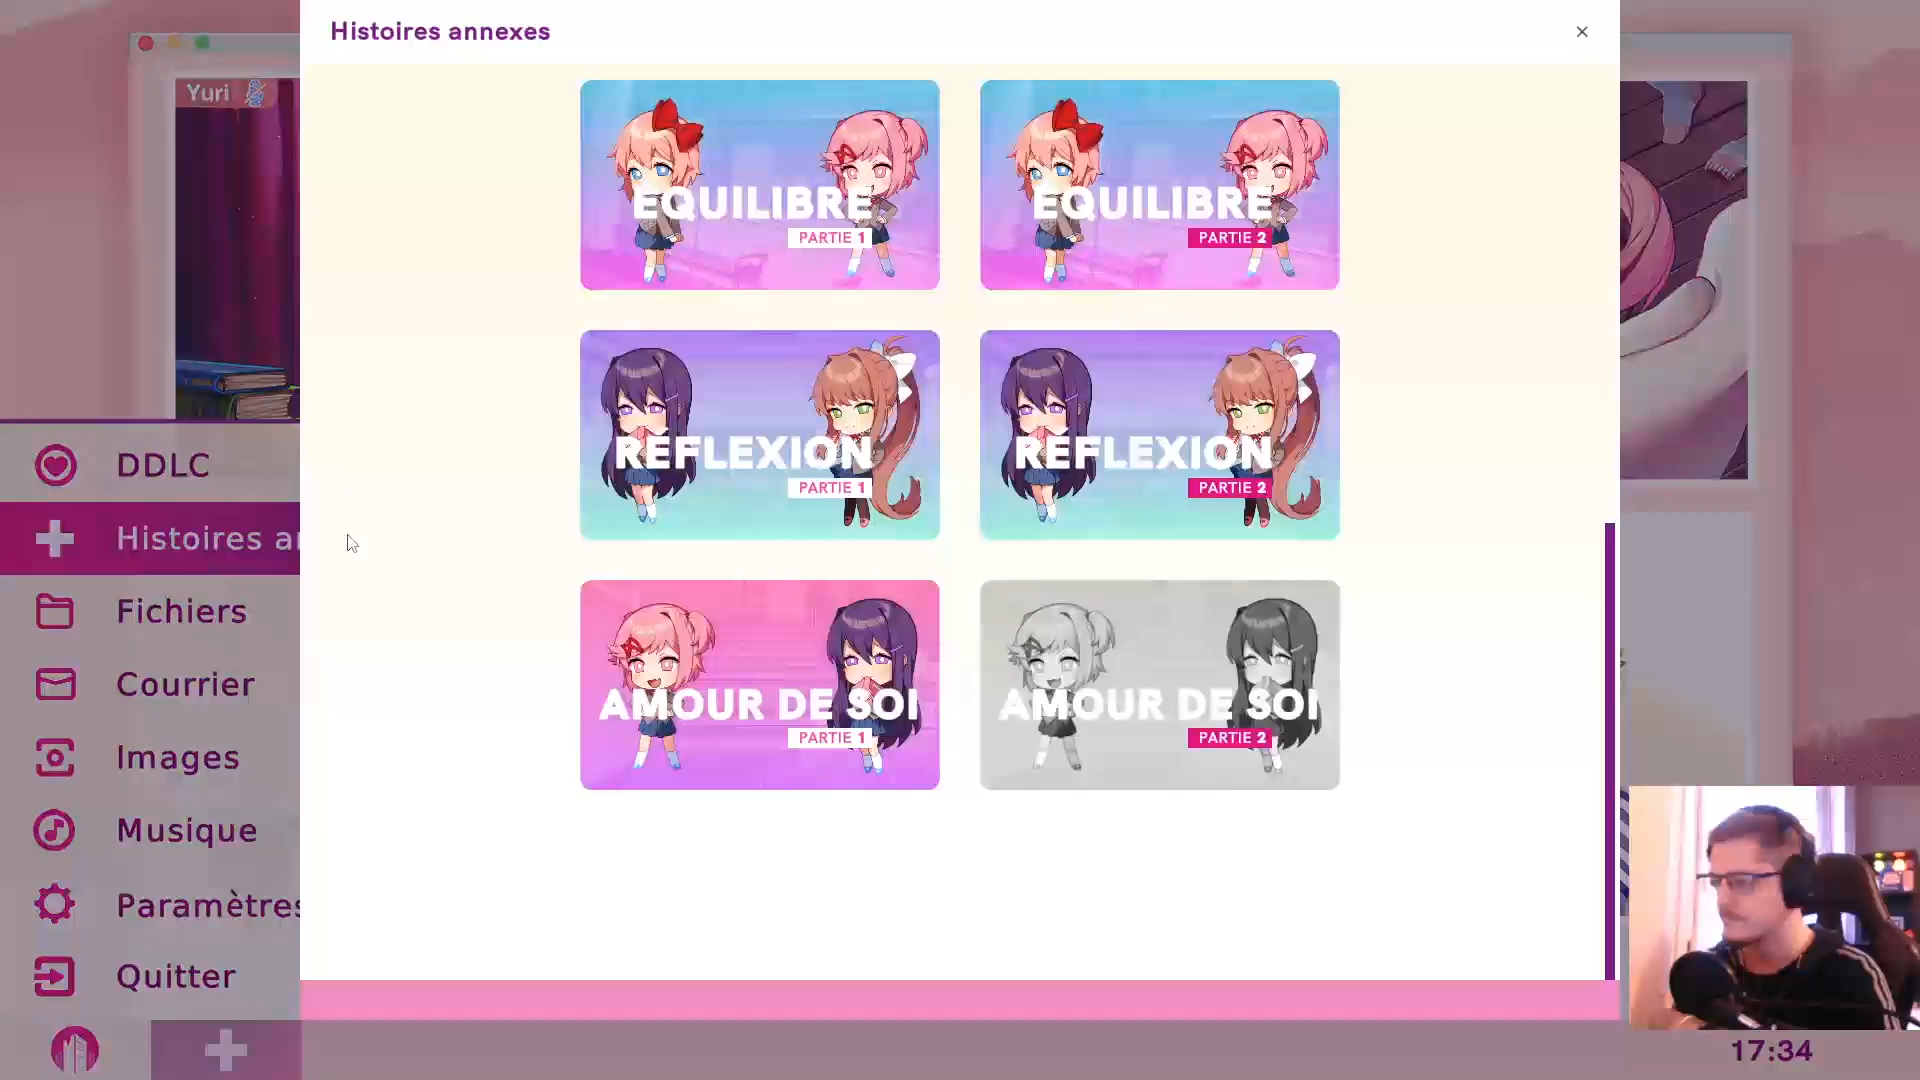 Histoires annexes
×
Yuri
EQUILIBRE
PARTIE 1
EQUILIBRE
PARTIE 2
RÉFLEXION
PARTIE 1
RÉFLEXION
PARTIE 2
AMOUR DE SOI
PARTIE 1
AMOUR DE SOI
PARTIE 2
DDLC
Histoires an
Fichiers
Courrier
Images
Musique
Paramètres
Quitter
17:34